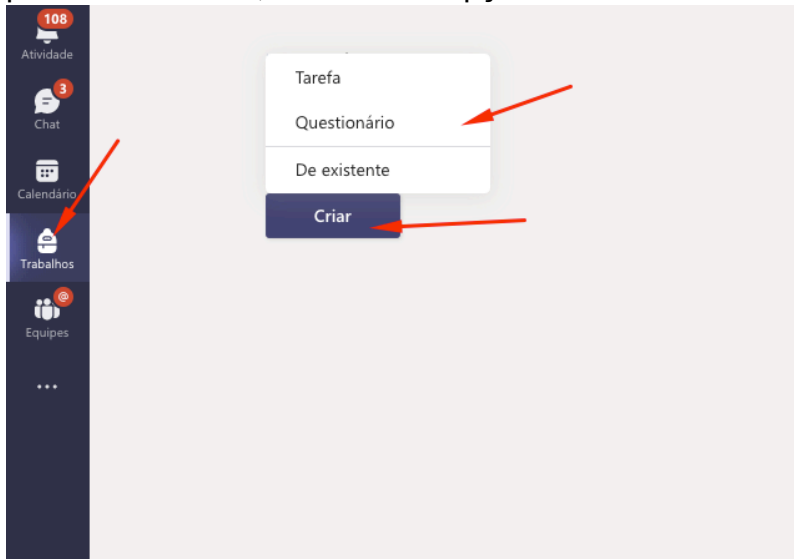 108
Atividade
3
Chat
Calendário
Trabalhos
@
Equipes
Tarefa
Questionário
De existente
Criar